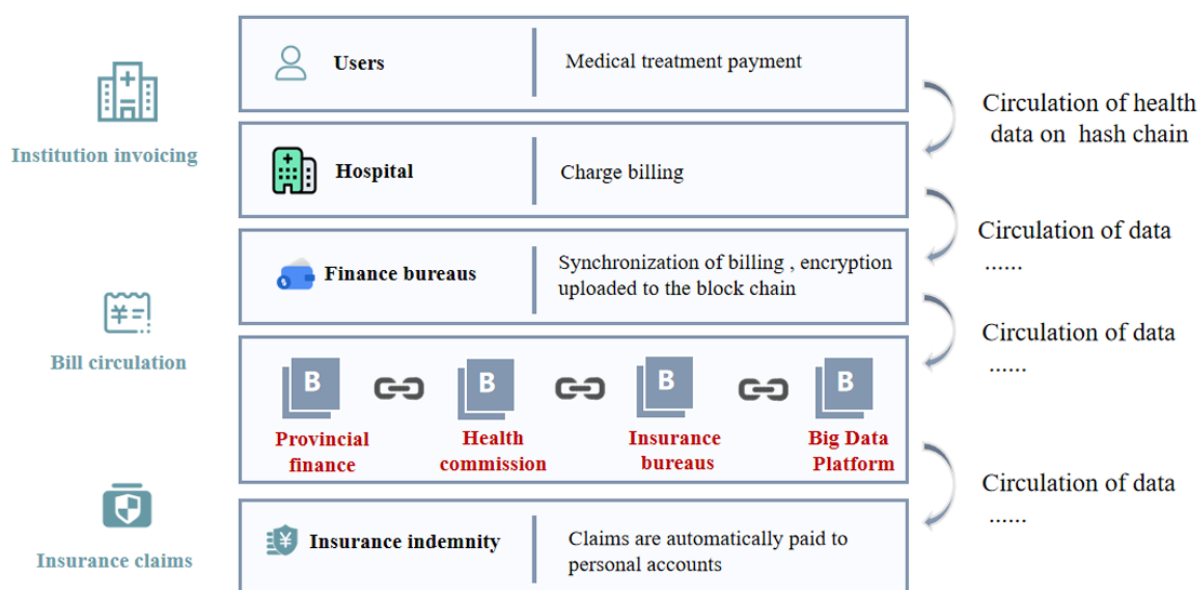 Institution invoicing
Users
Medical treatment payment
Circulation of health
data on hash chain
Hospital
Charge billing
Circulation of data
......
Bill circulation
Finance bureaus
Synchronization of billing , encryption
uploaded to the block chain
Circulation of data
......
B
B
B
B
Provincial
finance
Health
commission
Insurance
bureaus
Big Data
Platform
Circulation of data
......
Insurance claims
Insurance indemnity
Claims are automatically paid to
personal accounts